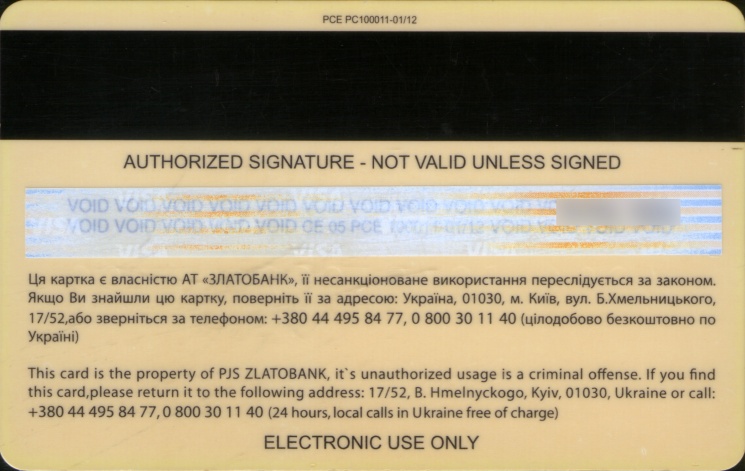 PCE PC100011-01/12
AUTHORIZED SIGNATURE - NOT VALID UNLESS SIGNED
VOID VOID VOID VOID VOID VOID VOID VOID VOID VOID
VOID VOID VOID VOID VOID CE 05 PCE
VISA
Ця картка є власністю АТ «ЗЛАТОБАНК», її несанкціоноване використання переслідується за законом.
Якщо Ви знайшли цю картку, поверніть її за адресою: Україна, 01030, м. Київ, вул. Б.Хмельницького,
17/52,або зверніться за телефоном: +380 44 495 84 77, 0 800 30 11 40 (цілодобово безкоштовно по
Україні)
This card is the property of PJS ZLATOBANK, it`s unauthorized usage is a criminal offense. If you find
this card,please return it to the following address: 17/52, B. Hmelnyckogo, Kyiv, 01030, Ukraine or call:
+380 44 495 84 77, 0 800 30 11 40 (24 hours, local calls in Ukraine free of charge)
ELECTRONIC USE ONLY